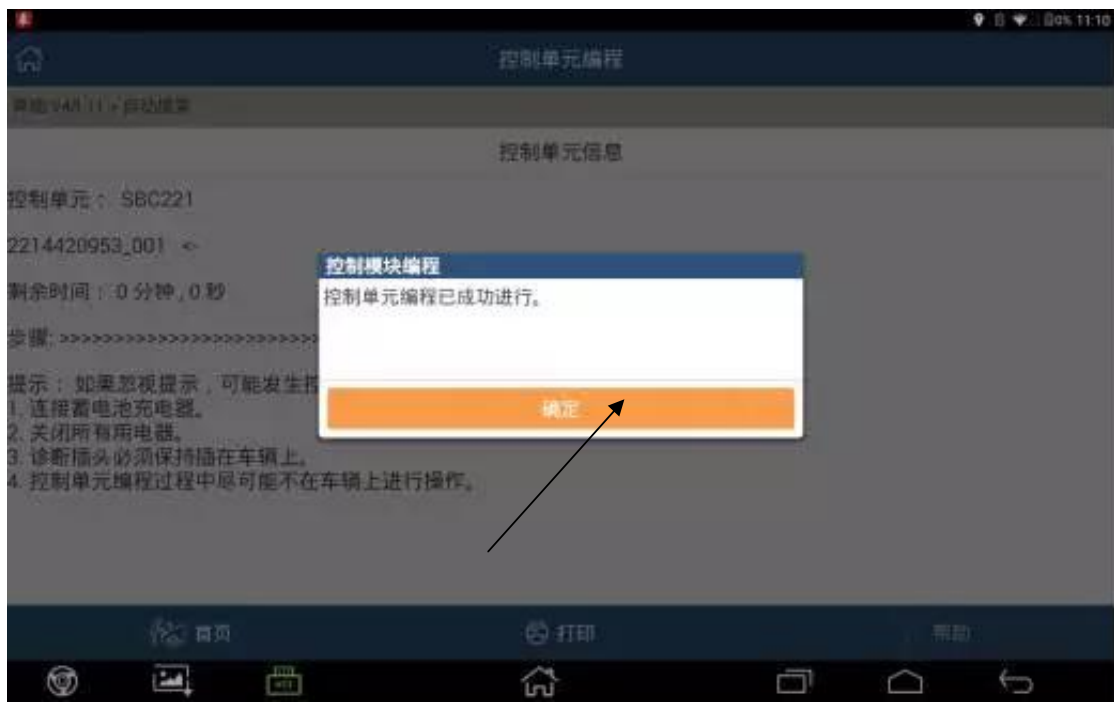 11:10
控制单元编程
控制单元信息
控制单元： SBC221
2214420953_001 <-
剩余时间： 0 分钟 , 0 秒
步骤: >>>>>>>>>>>>>>>>>>>>>>>>>
控制模块编程
控制单元编程已成功进行。
确定
提示： 如果忽视提示 , 可能发生控
1. 连接蓄电池充电器。
2. 关闭所有用电器。
3. 诊断插头必须保持插在车辆上。
4. 控制单元编程过程中尽可能不在车辆上进行操作。
首页
打印
帮助